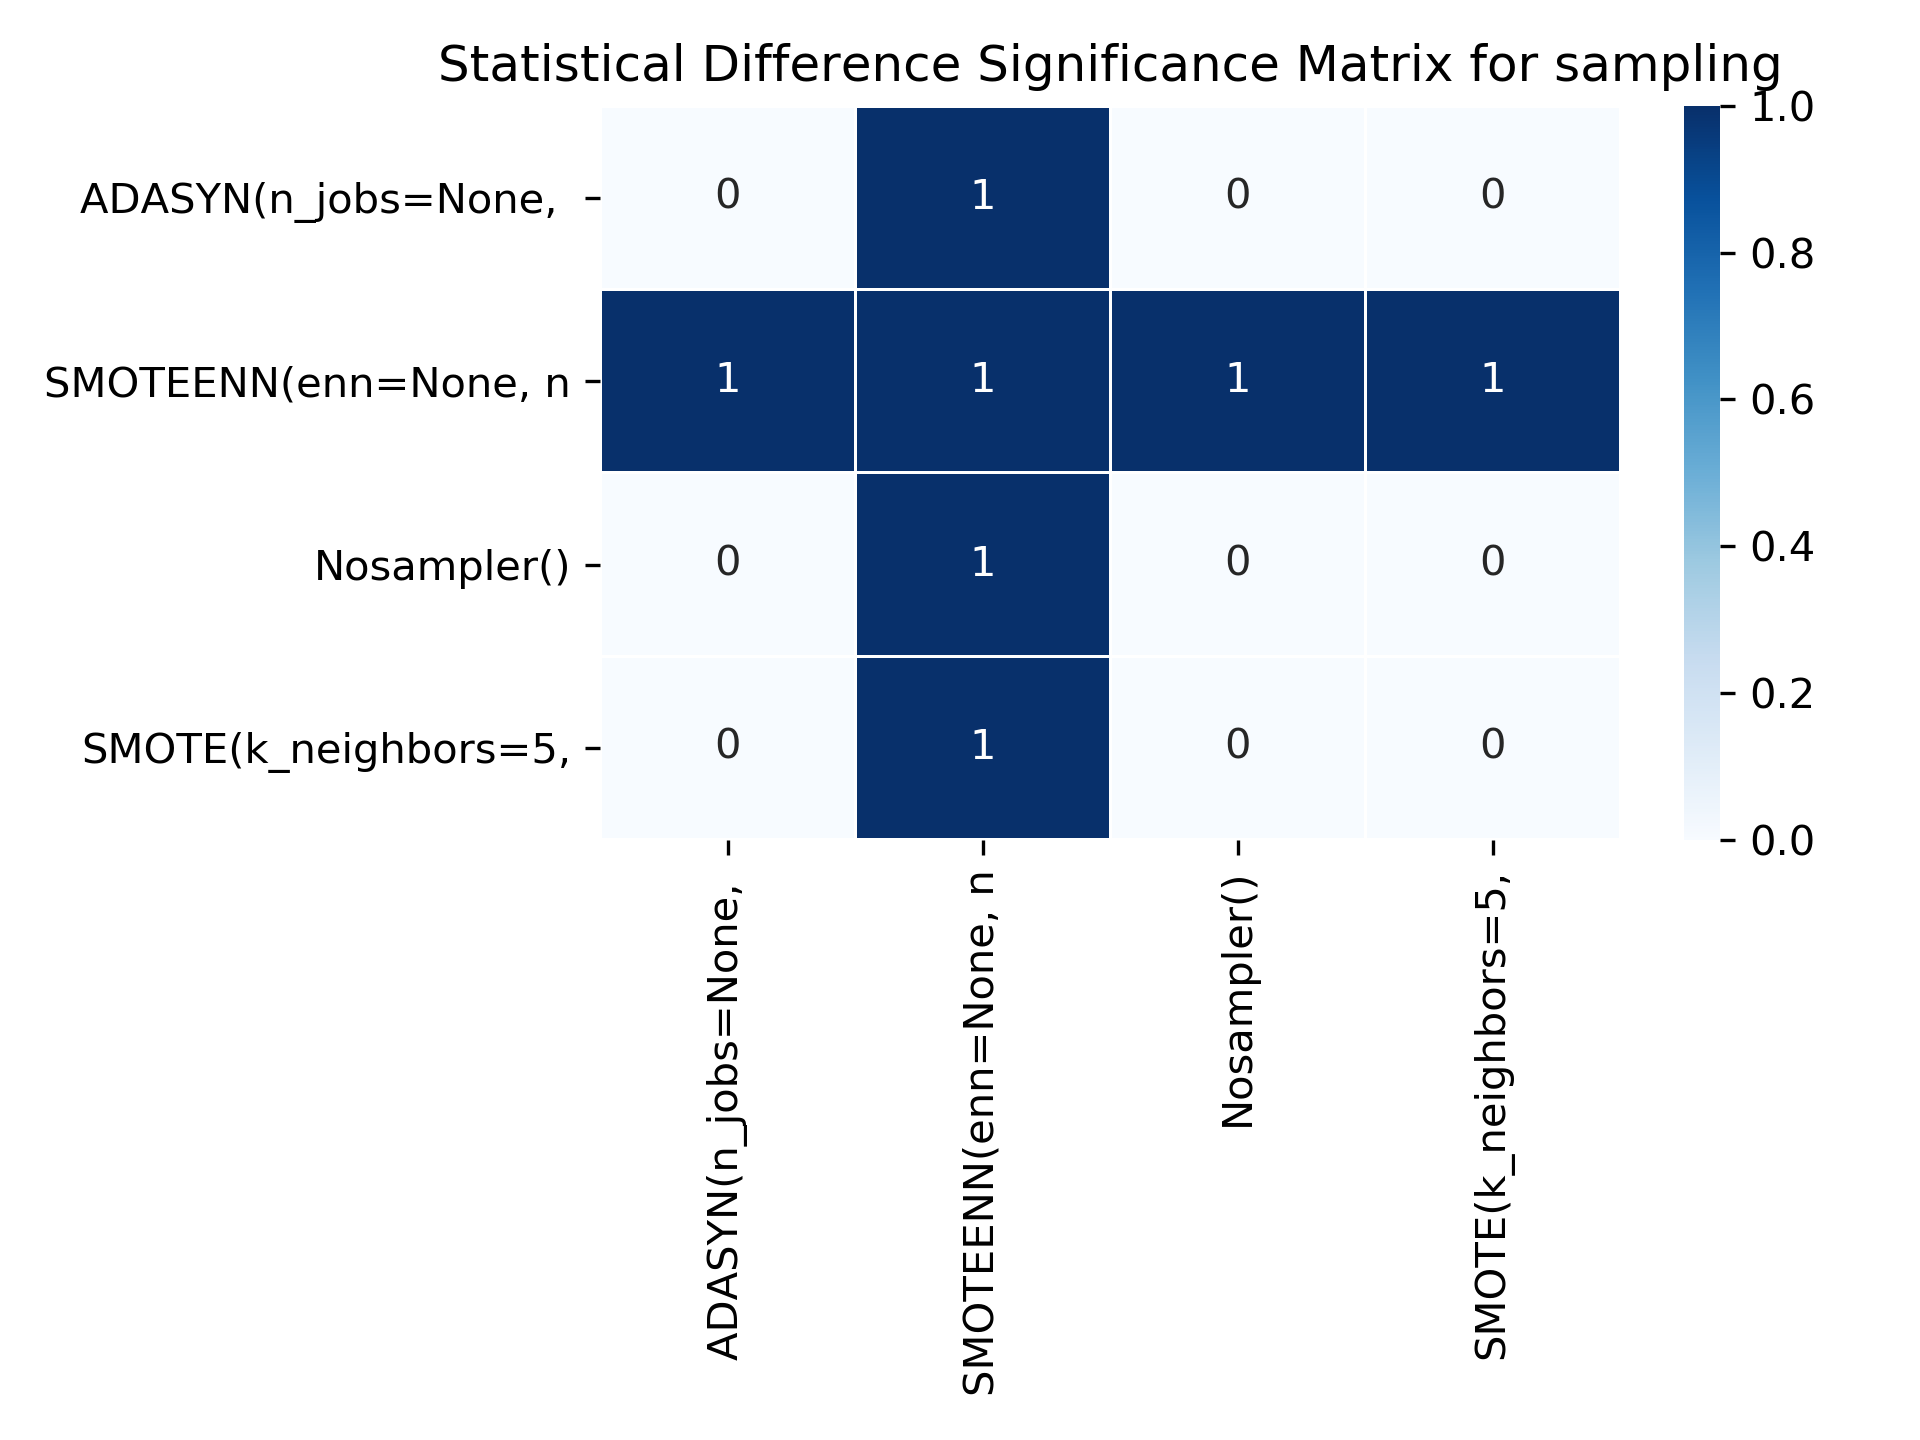 Statistical Difference Significance Matrix for sampling
ADASYN(n_jobs=None,
0 1 0 0
SMOTEENN(enn=None, n
1 1 1 1
Nosampler()
0 1 0 0
SMOTE(k_neighbors=5,
0 1 0 0
1.0
0.8
0.6
0.4
0.2
0.0
ADASYN(n_jobs=None,
SMOTEENN(enn=None, n
Nosampler()
SMOTE(k_neighbors=5,